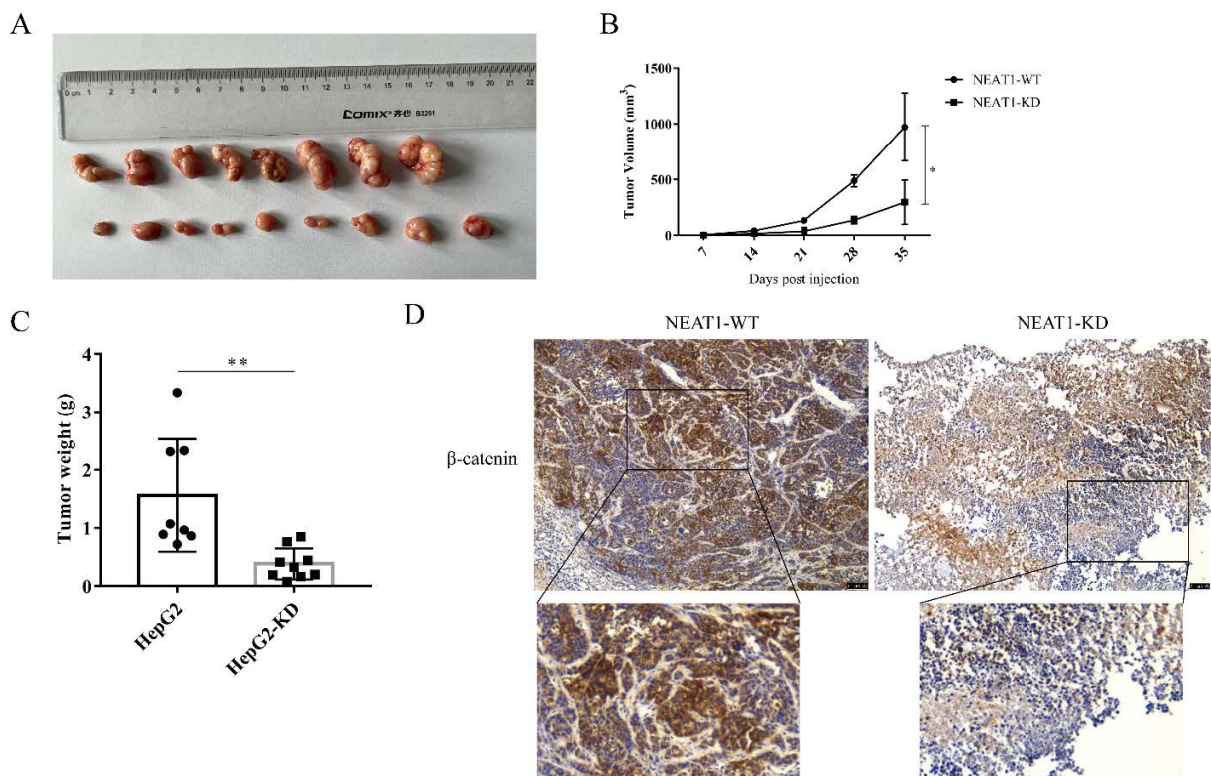 A
0 cm 1 2 3 4 5 6 7 8 9 10 11 12 13 14 15 16 17 18 19 20 21 22
COMIX 齐心 B3251
B
1500
1000
500
0
Tumor Volume (mm3)
7 14 21 28 35
Days post injection
NEAT1-WT
NEAT1-KD
*
C
4
3
2
1
0
Tumor weight (g)
**
HepG2
HepG2-KD
D
NEAT1-WT
NEAT1-KD
β-catenin